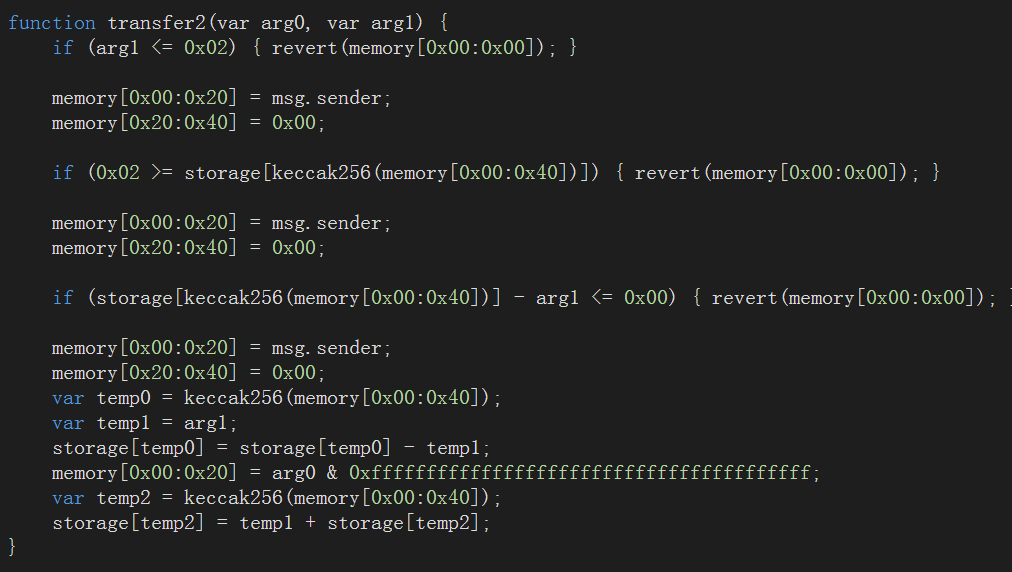 function transfer2(var arg0, var arg1) {
    if (arg1 <= 0x02) { revert(memory[0x00:0x00]); }

    memory[0x00:0x20] = msg.sender;
    memory[0x20:0x40] = 0x00;

    if (0x02 >= storage[keccak256(memory[0x00:0x40])]) { revert(memory[0x00:0x00]); }

    memory[0x00:0x20] = msg.sender;
    memory[0x20:0x40] = 0x00;

    if (storage[keccak256(memory[0x00:0x40])] - arg1 <= 0x00) { revert(memory[0x00:0x00]); }

    memory[0x00:0x20] = msg.sender;
    memory[0x20:0x40] = 0x00;
    var temp0 = keccak256(memory[0x00:0x40]);
    var temp1 = arg1;
    storage[temp0] = storage[temp0] - temp1;
    memory[0x00:0x20] = arg0 & 0xffffffffffffffffffffffffffffffffffffffff;
    var temp2 = keccak256(memory[0x00:0x40]);
    storage[temp2] = temp1 + storage[temp2];
}